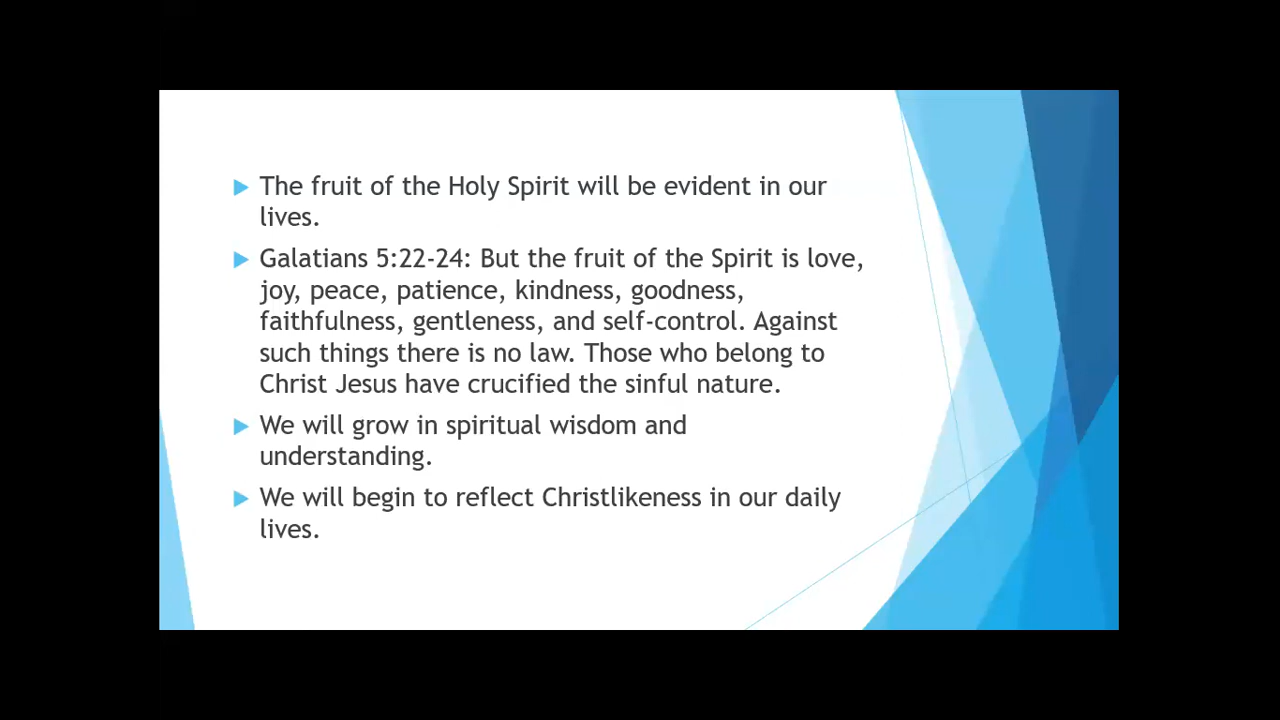 The fruit of the Holy Spirit will be evident in our
lives.
Galatians 5:22-24: But the fruit of the Spirit is love,
joy, peace, patience, kindness, goodness,
faithfulness, gentleness, and self-control. Against
such things there is no law. Those who belong to
Christ Jesus have crucified the sinful nature.
We will grow in spiritual wisdom and
understanding.
We will begin to reflect Christlikeness in our daily
lives.